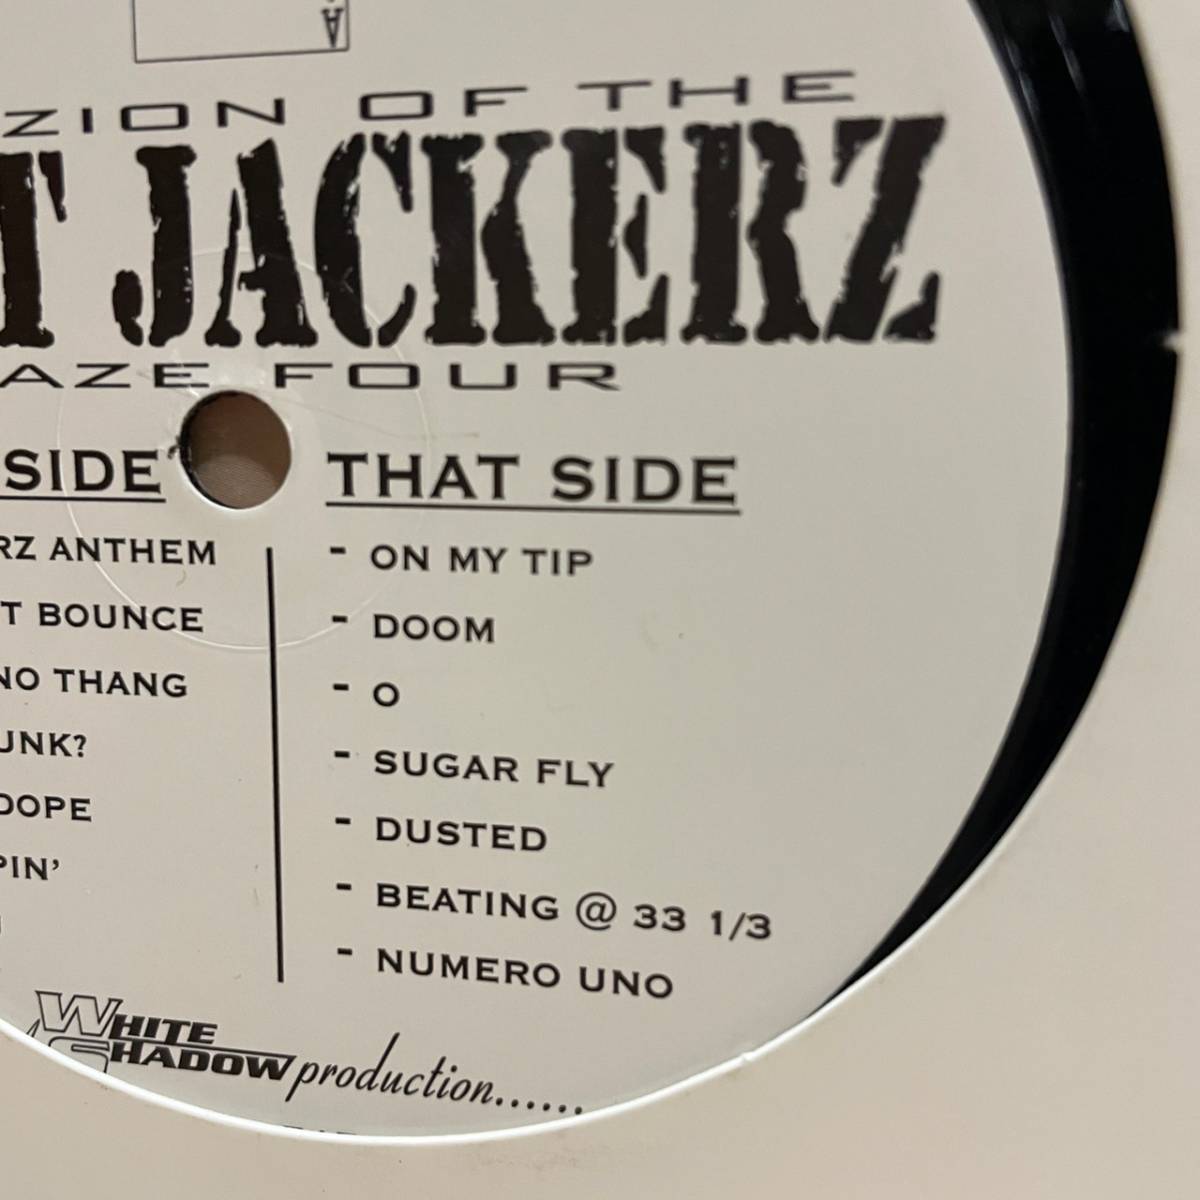 A
ZION OF THE
T JACKERZ
AZE FOUR
SIDE
RZ ANTHEM
T BOUNCE
NO THANG
UNK?
DOPE
PIN'
THAT SIDE
- ON MY TIP
- DOOM
- O
- SUGAR FLY
- DUSTED
- BEATING @ 33 1/3
- NUMERO UNO
WHITE
SHADOW production......